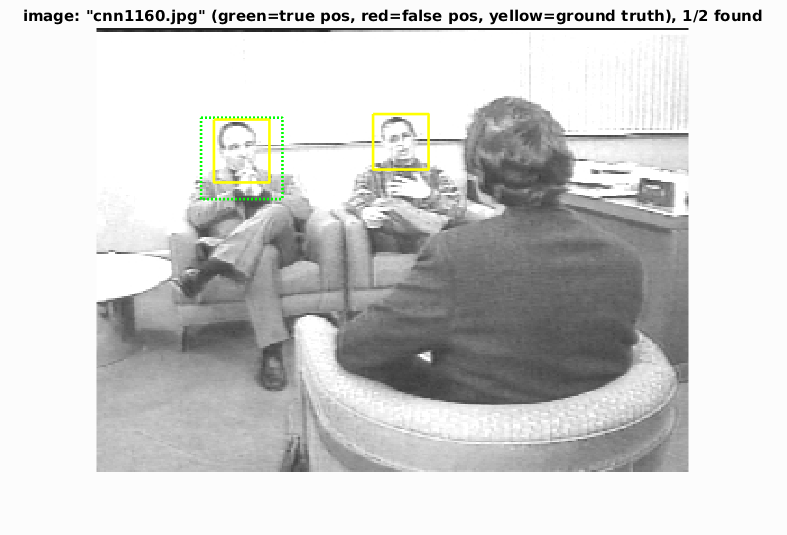 image: "cnn1160.jpg" (green=true pos, red=false pos, yellow=ground truth), 1/2 found